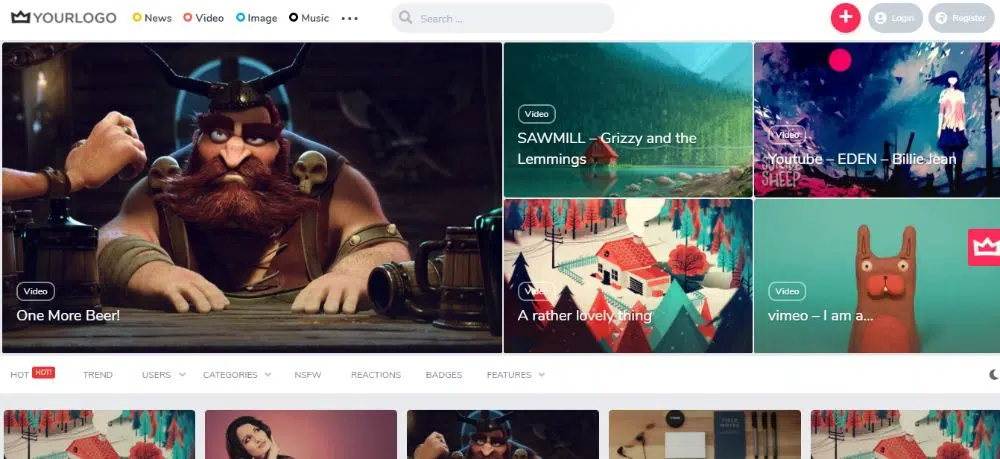 YOURLOGO
News
Video
Image
Music
Search ...
Login
Register
Video
One More Beer!
Video
SAWMILL – Grizzy and the
Lemmings
Video
Youtube – EDEN – Billie Jean
SHEEP
Video
A rather lovely thing
Video
vimeo – I am a...
HOT
HOT!
TREND
USERS
CATEGORIES
NSFW
REACTIONS
BADGES
FEATURES